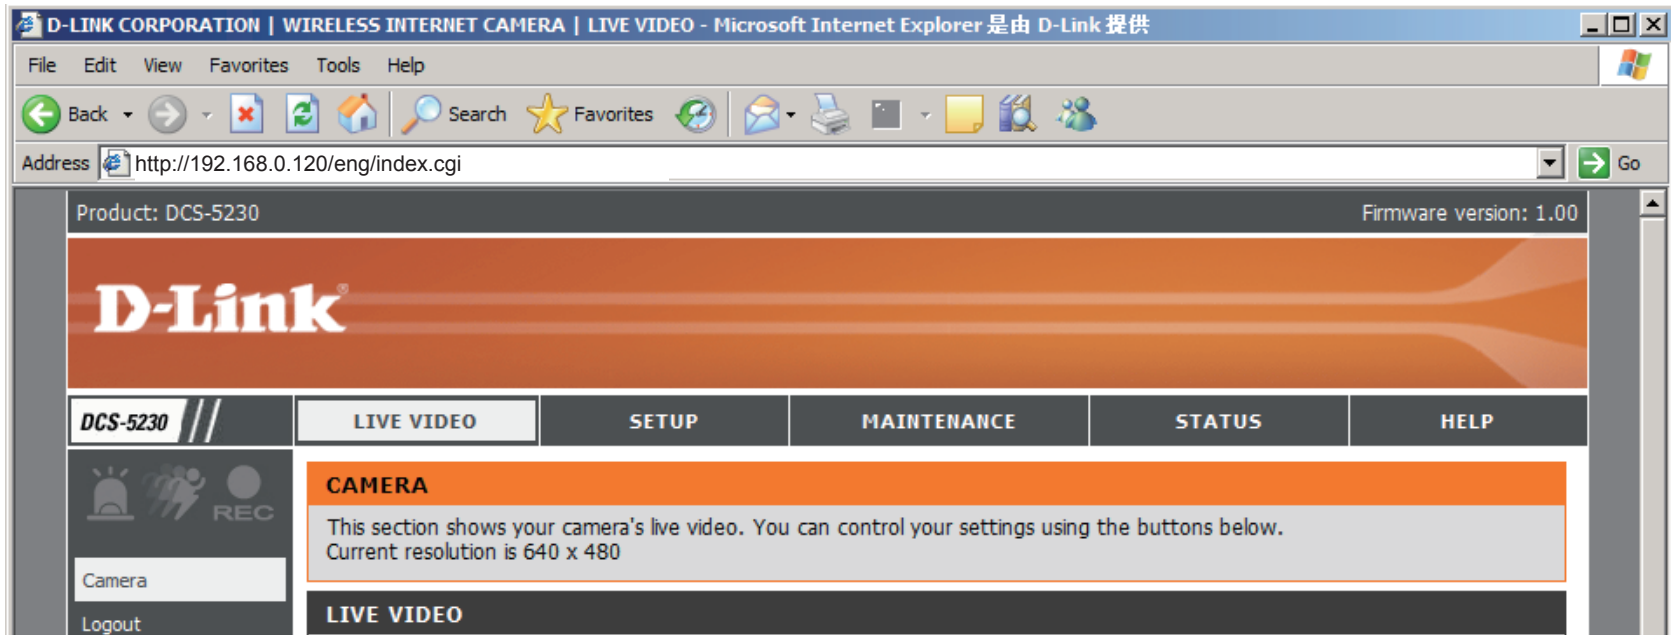 D-LINK CORPORATION | WIRELESS INTERNET CAMERA | LIVE VIDEO - Microsoft Internet Explorer 是由 D-Link 提供
File Edit View Favorites Tools Help
Back Search Favorites
Address http://192.168.0.120/eng/index.cgi Go
Product: DCS-5230 Firmware version: 1.00
D-Link®
DCS-5230 LIVE VIDEO SETUP MAINTENANCE STATUS HELP
REC
CAMERA
This section shows your camera's live video. You can control your settings using the buttons below.
Current resolution is 640 x 480
Camera
Logout
LIVE VIDEO